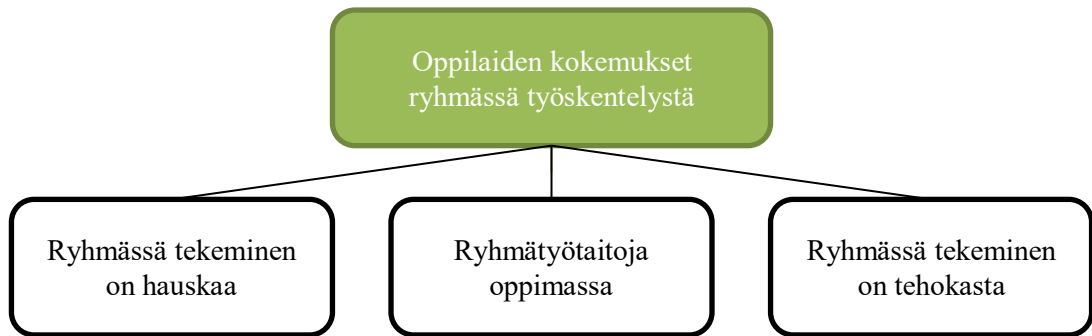 Oppilaiden kokemukset
ryhmässä työskentelystä
Ryhmässä tekeminen
on hauskaa
Ryhmätyötaitoja
oppimassa
Ryhmässä tekeminen
on tehokasta